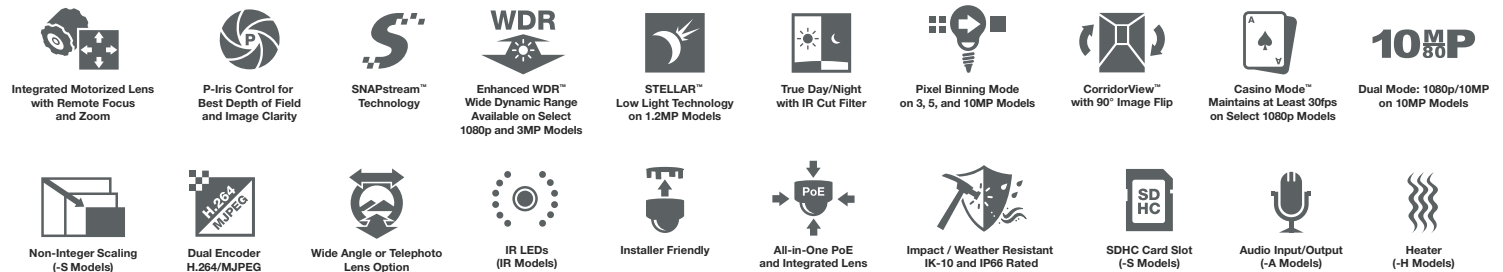 Integrated Motorized Lens
with Remote Focus
and Zoom
P
P-Iris Control for
Best Depth of Field
and Image Clarity
S
SNAPstream™
Technology
WDR
Enhanced WDR™
Wide Dynamic Range
Available on Select
1080p and 3MP Models
STELLAR™
Low Light Technology
on 1.2MP Models
True Day/Night
with IR Cut Filter
Pixel Binning Mode
on 3, 5, and 10MP Models
CorridorView™
with 90° Image Flip
A
A
Casino Mode™
Maintains at Least 30fps
on Select 1080p Models
10 M/80 P
Dual Mode: 1080p/10MP
on 10MP Models
Non-Integer Scaling
(-S Models)
H.264
MJPEG
Dual Encoder
H.264/MJPEG
Wide Angle or Telephoto
Lens Option
IR LEDs
(IR Models)
Installer Friendly
PoE
All-in-One PoE
and Integrated Lens
Impact / Weather Resistant
IK-10 and IP66 Rated
SD
HC
SDHC Card Slot
(-S Models)
Audio Input/Output
(-A Models)
Heater
(-H Models)